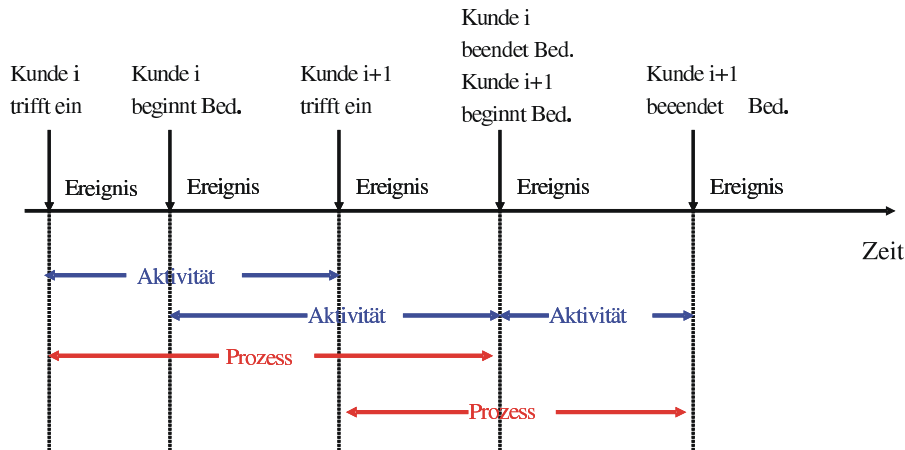 Kunde i
trifft ein
Kunde i
beginnt Bed.
Kunde i+1
trifft ein
Kunde i
beendet Bed.
Kunde i+1
beginnt Bed.
Kunde i+1
beeendet Bed.
Ereignis
Ereignis
Ereignis
Ereignis
Ereignis
Zeit
Aktivität
Aktivität
Aktivität
Prozess
Prozess